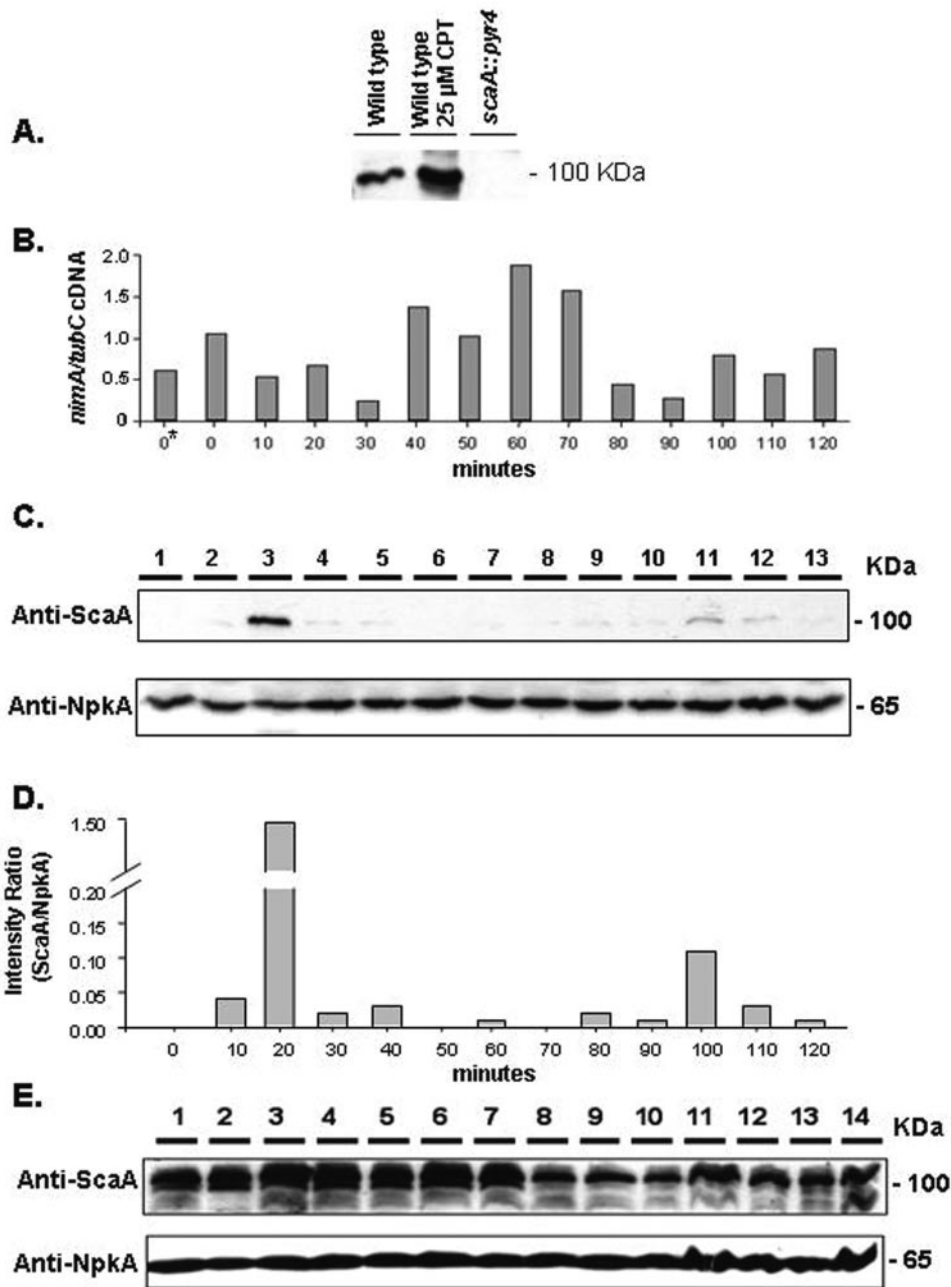 A.
Wild type
Wild type
25 µM CPT
scaA::pyr4
- 100 KDa
B.
nimA/tubC cDNA
2.0
1.5
1.0
0.5
0
0* 0 10 20 30 40 50 60 70 80 90 100 110 120
minutes
C.
1 2 3 4 5 6 7 8 9 10 11 12 13 KDa
Anti-ScaA - 100
Anti-NpkA - 65
D.
Intensity Ratio
(ScaA/NpkA)
1.50
0.20
0.15
0.10
0.05
0.00
0 10 20 30 40 50 60 70 80 90 100 110 120
minutes
E.
1 2 3 4 5 6 7 8 9 10 11 12 13 14 KDa
Anti-ScaA - 100
Anti-NpkA - 65